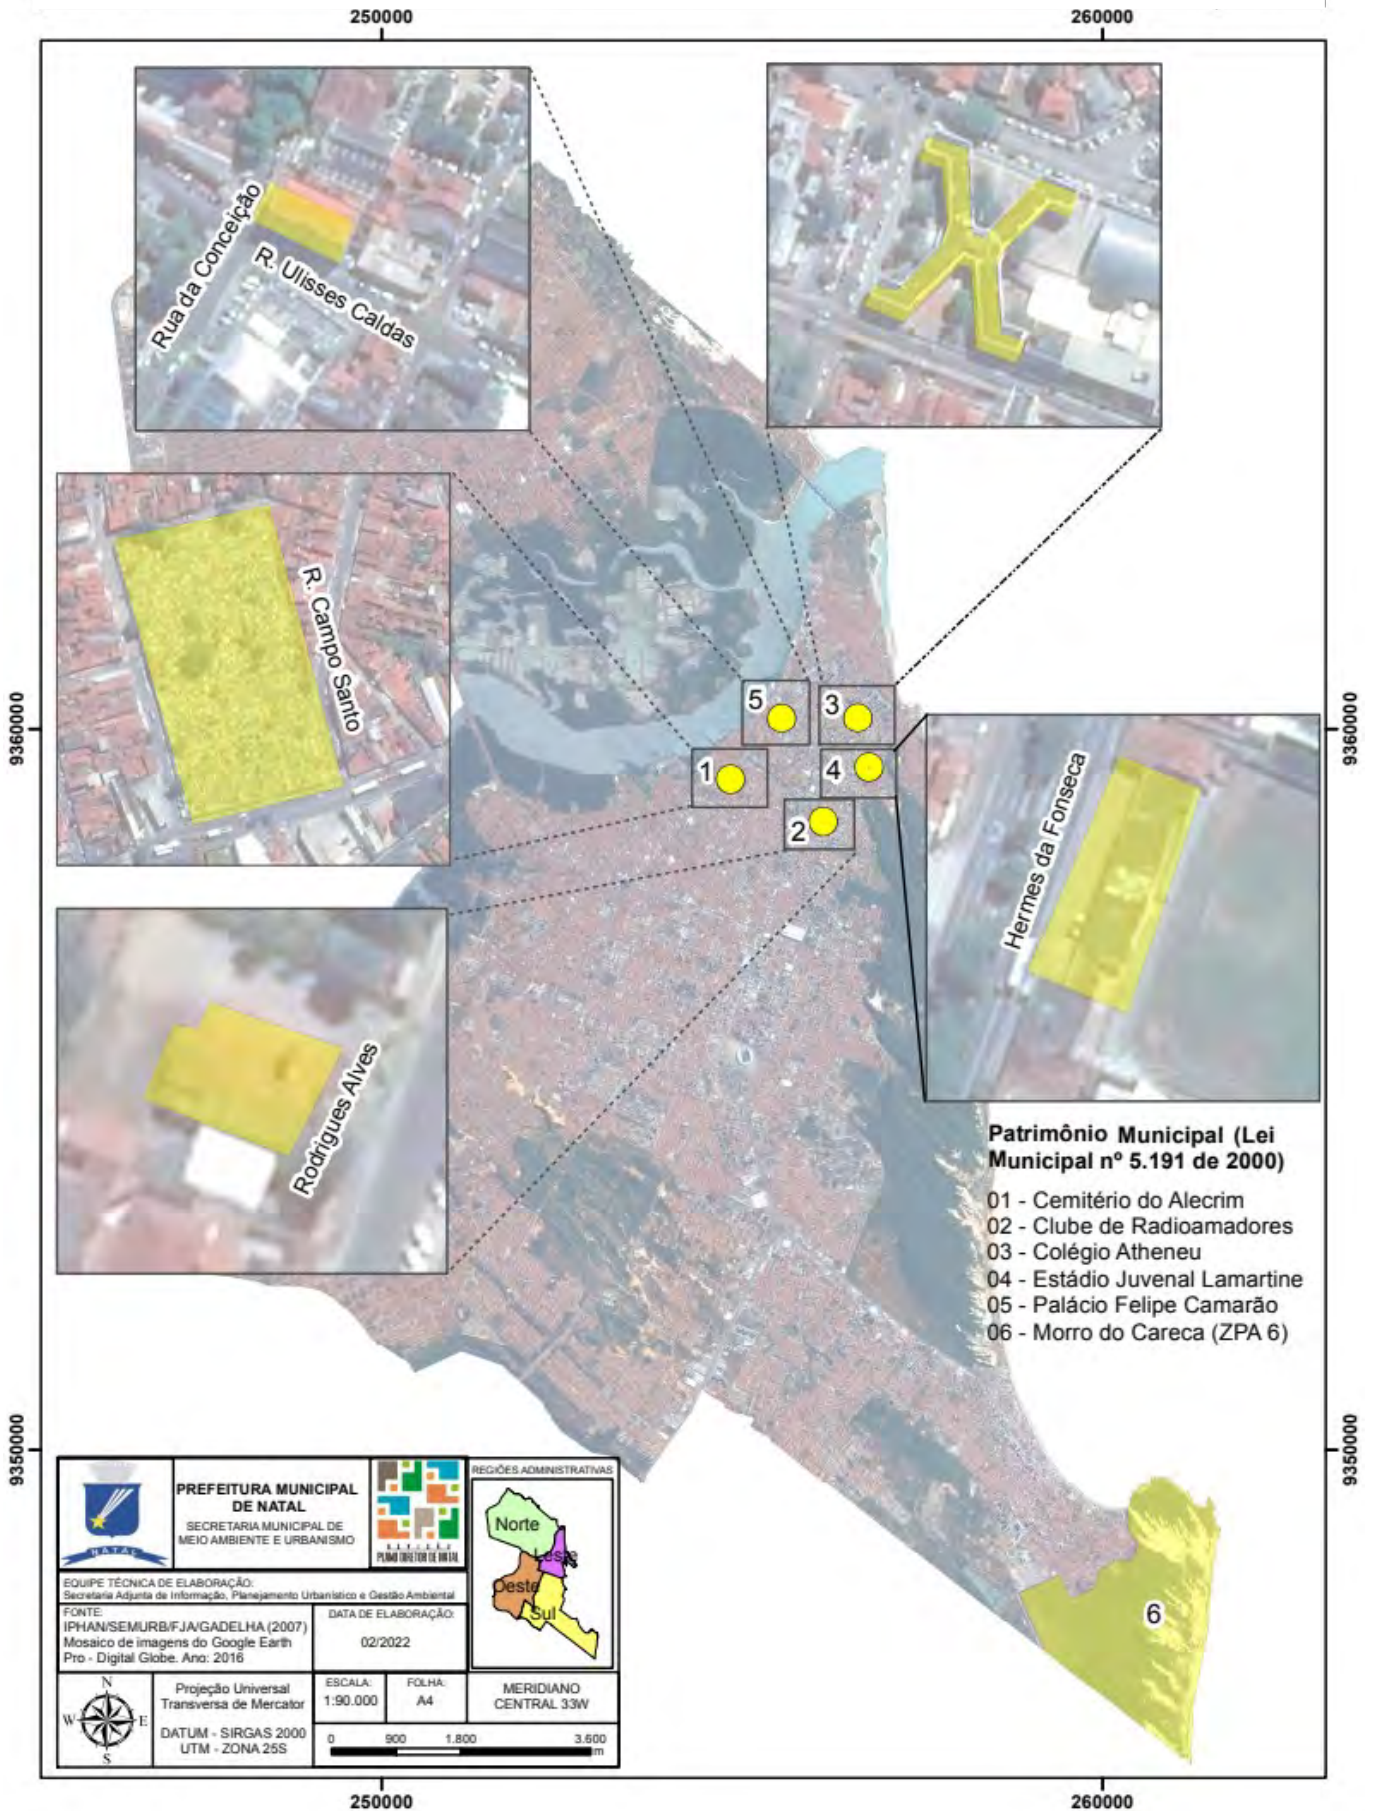 250000
260000
Rua da Conceição
R. Ulisses Caldas
R. Campo Santo
9360000
9360000
5
3
1
4
2
Hermes da Fonseca
Rodrigues Alves
Patrimônio Municipal (Lei
Municipal nº 5.191 de 2000)
01 - Cemitério do Alecrim
02 - Clube de Radioamadores
03 - Colégio Atheneu
04 - Estádio Juvenal Lamartine
05 - Palácio Felipe Camarão
06 - Morro do Careca (ZPA 6)
9350000
9350000
6
NATAL
PREFEITURA MUNICIPAL
DE NATAL
SECRETARIA MUNICIPAL DE
MEIO AMBIENTE E URBANISMO
REVISÃO
PLANO DIRETOR DE NATAL
REGIÕES ADMINISTRATIVAS
Norte
Leste
Oeste
Sul
EQUIPE TÉCNICA DE ELABORAÇÃO:
Secretaria Adjunta de Informação, Planejamento Urbanístico e Gestão Ambiental
FONTE:
IPHAN/SEMURB/FJA/GADELHA (2007)
Mosaico de imagens do Google Earth
Pro - Digital Globe. Ano: 2016
DATA DE ELABORAÇÃO:
02/2022
N
W
E
S
Projeção Universal
Transversa de Mercator
DATUM - SIRGAS 2000
UTM - ZONA 25S
ESCALA:
1:90.000
FOLHA:
A4
MERIDIANO
CENTRAL 33W
0 900 1.800 3.600
m
250000
260000